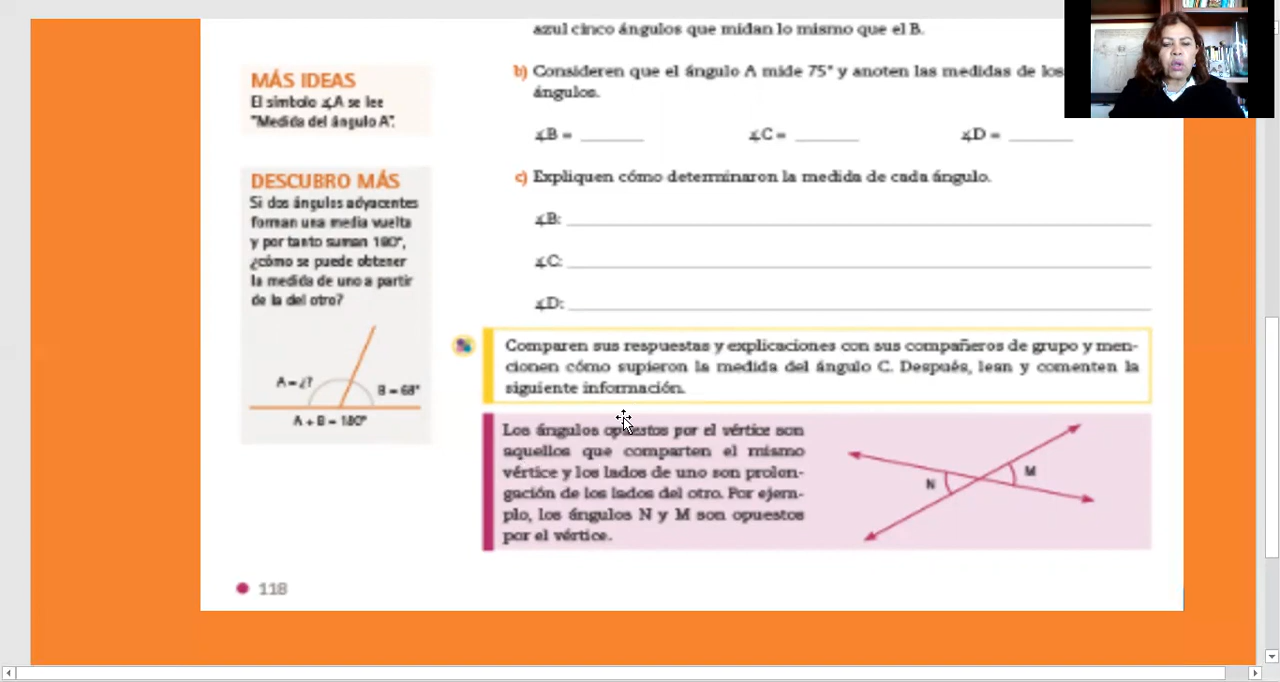 azul cinco ángulos que midan lo mismo que el B.
MÁS IDEAS
El símbolo ∡A se lee
"Medida del ángulo A".
b) Consideren que el ángulo A mide 75° y anoten las medidas de los
ángulos.
∡B = ______ ∡C = ______ ∡D = ______
DESCUBRO MÁS
Si dos ángulos adyacentes
forman una media vuelta
y por tanto suman 180°,
¿cómo se puede obtener
la medida de uno a partir
de la del otro?
A = ¿?
B = 68°
A + B = 180°
c) Expliquen cómo determinaron la medida de cada ángulo.
∡B:
∡C:
∡D:
Comparen sus respuestas y explicaciones con sus compañeros de grupo y men-
cionen cómo supieron la medida del ángulo C. Después, lean y comenten la
siguiente información.
Los ángulos opuestos por el vértice son
aquellos que comparten el mismo
vértice y los lados de uno son prolon-
gación de los lados del otro. Por ejem-
plo, los ángulos N y M son opuestos
por el vértice.
N
M
118